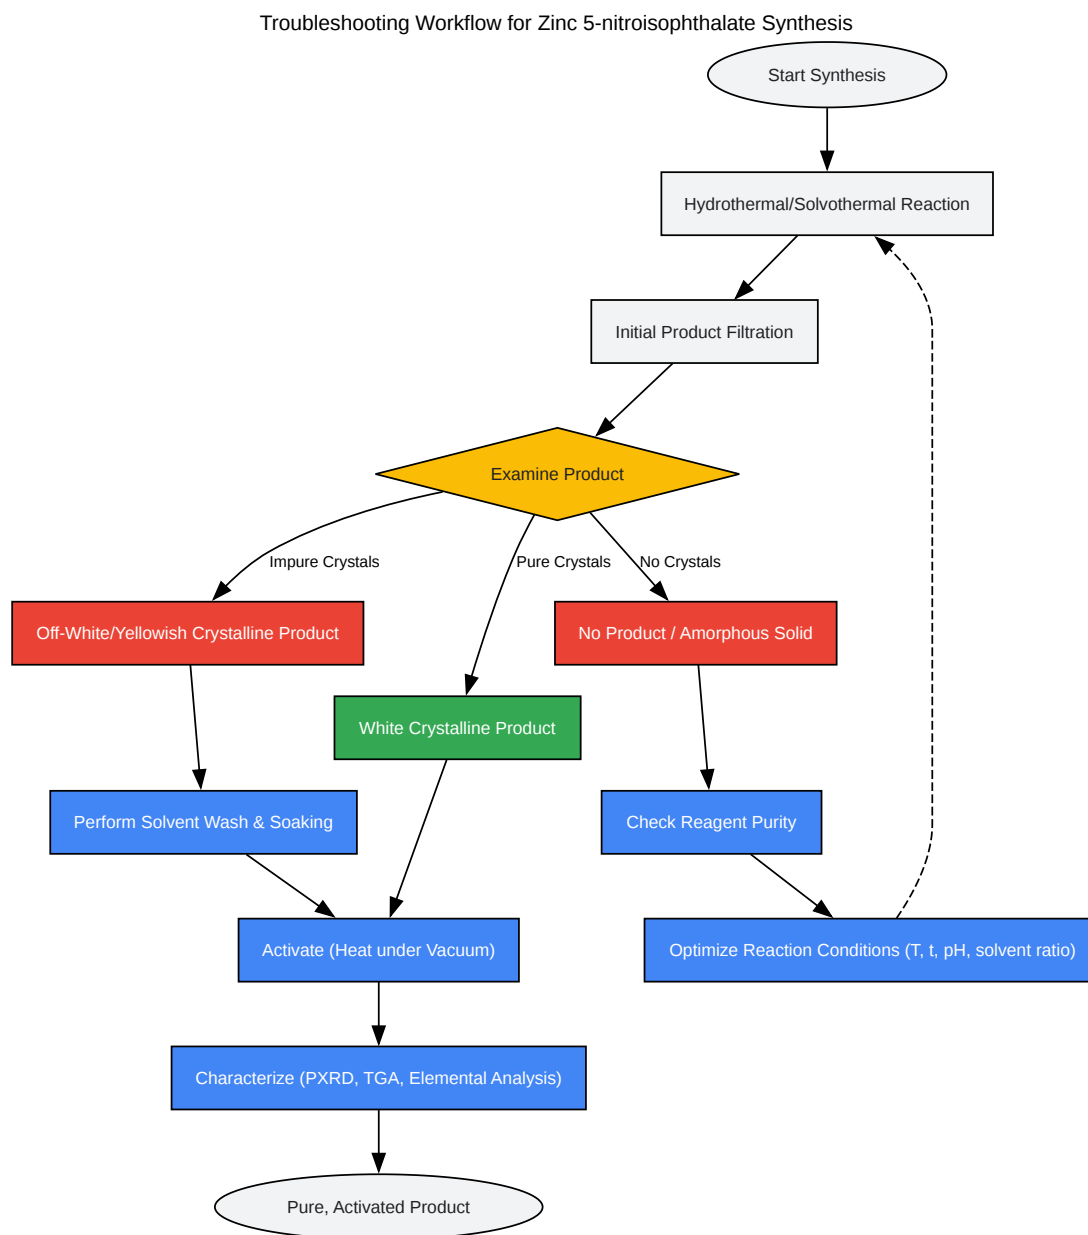 Troubleshooting Workflow for Zinc 5-nitroisophthalate Synthesis
Start Synthesis
Hydrothermal/Solvothermal Reaction
Initial Product Filtration
Examine Product
Impure Crystals
Pure Crystals
No Crystals
Off-White/Yellowish Crystalline Product
No Product / Amorphous Solid
White Crystalline Product
Perform Solvent Wash & Soaking
Check Reagent Purity
Activate (Heat under Vacuum)
Optimize Reaction Conditions (T, t, pH, solvent ratio)
Characterize (PXRD, TGA, Elemental Analysis)
Pure, Activated Product